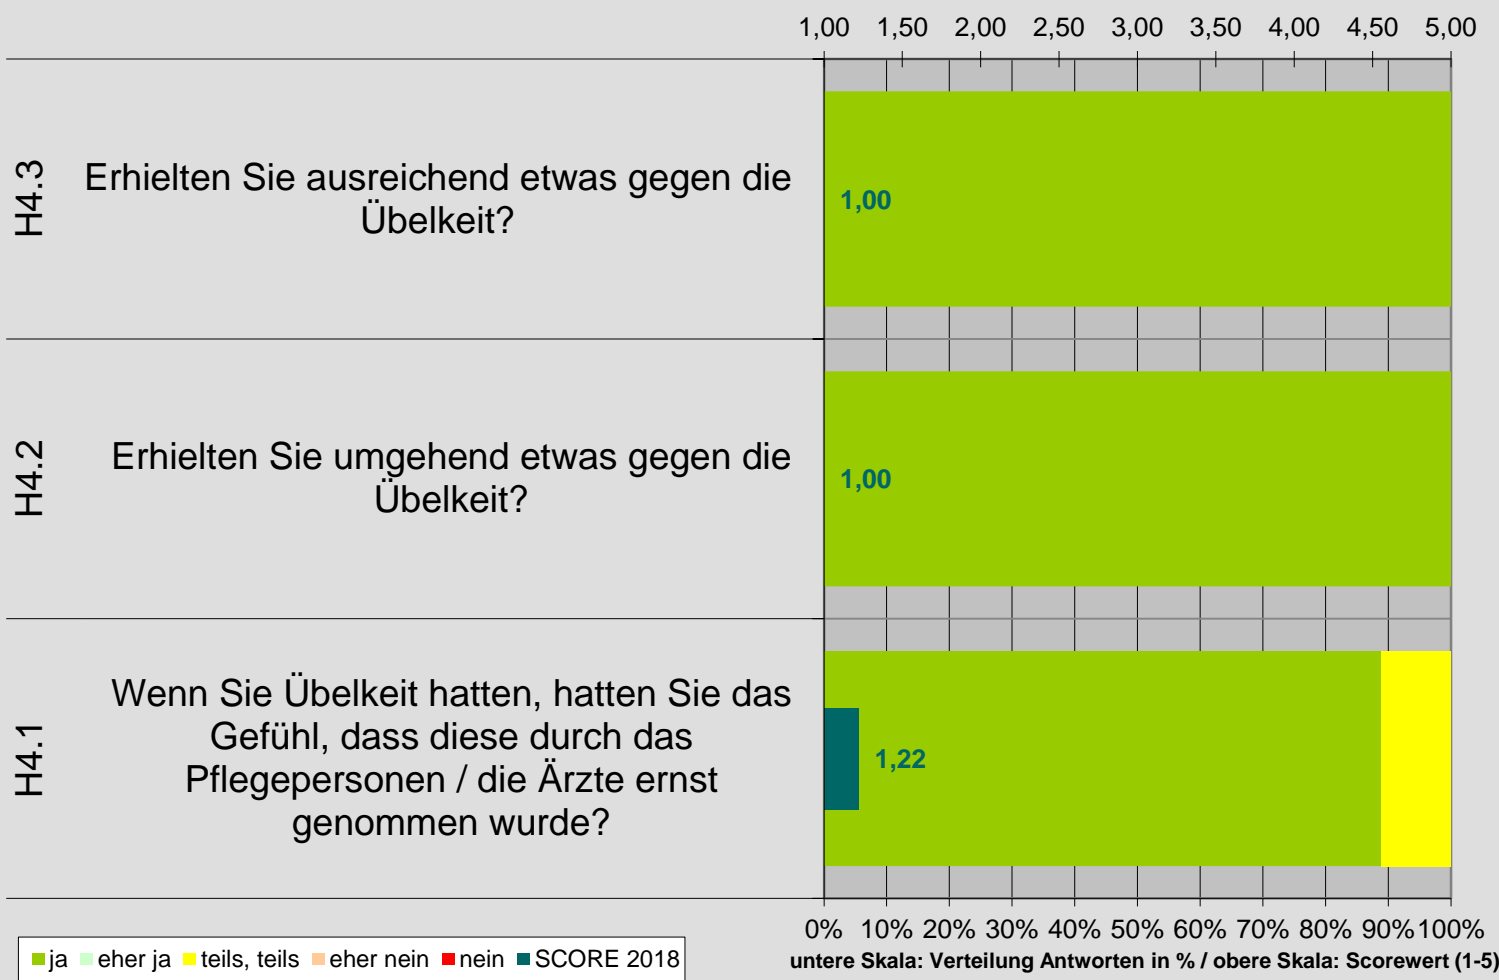 1,00 1,50 2,00 2,50 3,00 3,50 4,00 4,50 5,00
H4.3
Erhielten Sie ausreichend etwas gegen die
Übelkeit?
1,00
H4.2
Erhielten Sie umgehend etwas gegen die
Übelkeit?
1,00
H4.1
Wenn Sie Übelkeit hatten, hatten Sie das
Gefühl, dass diese durch das
Pflegepersonen / die Ärzte ernst
genommen wurde?
1,22
0% 10% 20% 30% 40% 50% 60% 70% 80% 90% 100%
ja eher ja teils, teils eher nein nein SCORE 2018
untere Skala: Verteilung Antworten in % / obere Skala: Scorewert (1-5)